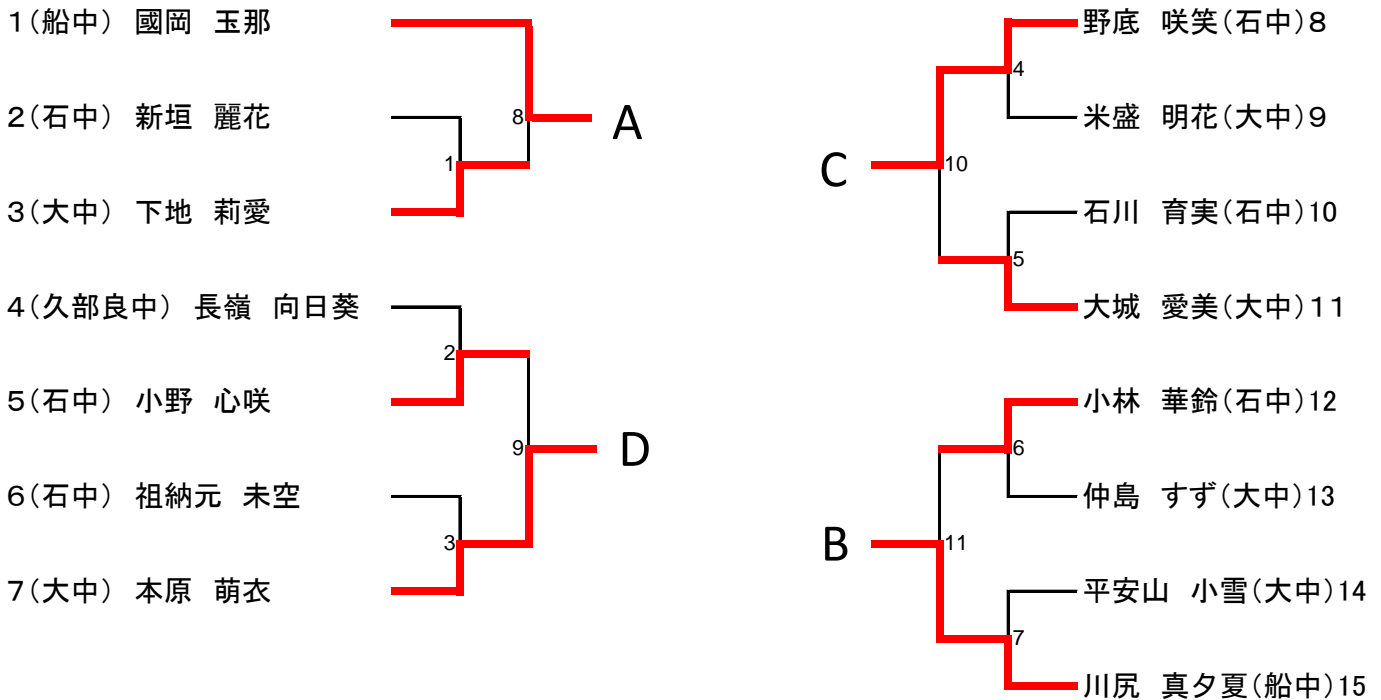 1(船中) 國岡 玉那
2(石中) 新垣 麗花
3(大中) 下地 莉愛
8
1
A
4(久部良中) 長嶺 向日葵
5(石中) 小野 心咲
6(石中) 祖納元 未空
7(大中) 本原 萌衣
2
9
3
D
野底 咲笑(石中)8
米盛 明花(大中)9
石川 育実(石中)10
大城 愛美(大中)11
4
10
5
C
小林 華鈴(石中)12
仲島 すず(大中)13
平安山 小雪(大中)14
川尻 真夕夏(船中)15
6
11
7
B